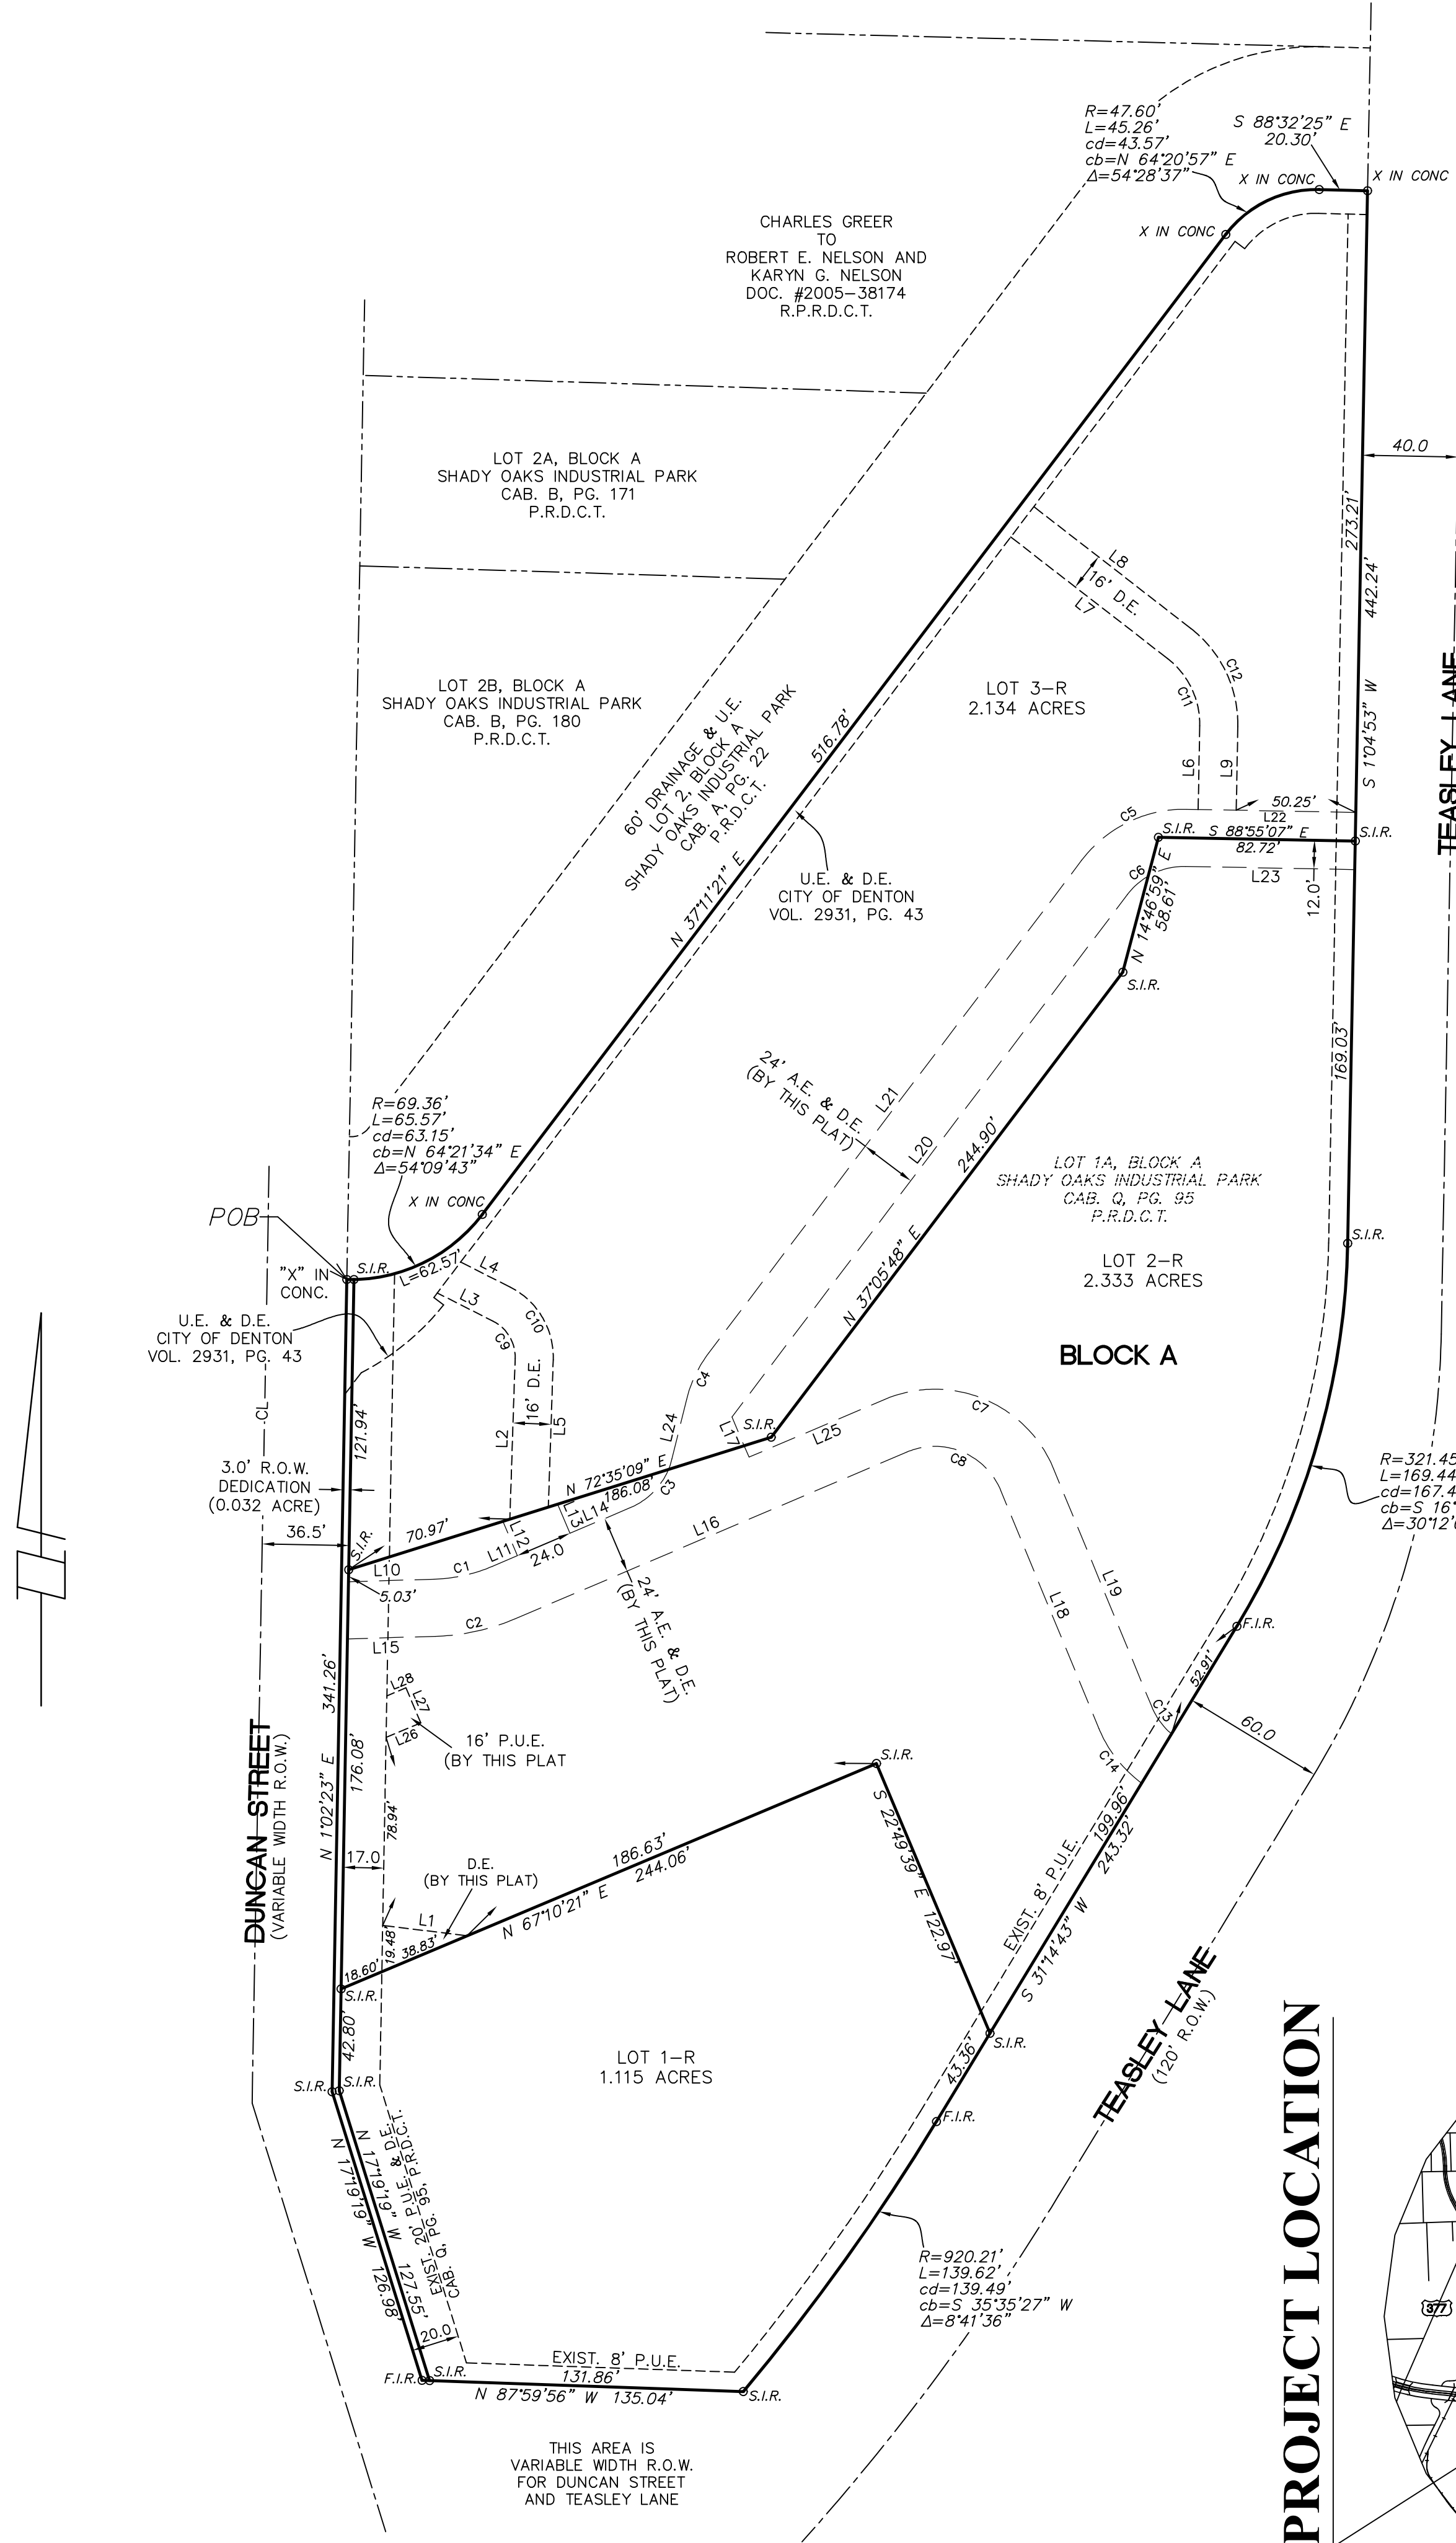 R=47.60'
L=45.26'
cd=43.57'
cb=N 64°20'57" E
Δ=54°28'37"
S 88°32'25" E
20.30'
X IN CONC
X IN CONC
X IN CONC
CHARLES GREER
TO
ROBERT E. NELSON AND
KARYN G. NELSON
DOC. #2005-38174
R.P.R.D.C.T.
LOT 2A, BLOCK A
SHADY OAKS INDUSTRIAL PARK
CAB. B, PG. 171
P.R.D.C.T.
40.0
273.21'
442.24'
S 1°04'53" W
TEASLEY LANE
L8
16' D.E.
L7
C12
C11
L6
L9
LOT 3-R
2.134 ACRES
LOT 2B, BLOCK A
SHADY OAKS INDUSTRIAL PARK
CAB. B, PG. 180
P.R.D.C.T.
60' DRAINAGE & U.E.
LOT 2, BLOCK A
SHADY OAKS INDUSTRIAL PARK
CAB. A, PG. 22
P.R.D.C.T.
516.78'
N 37°11'21" E
C5
50.25'
L22
S.I.R.
S 88°55'07" E
82.72'
S.I.R.
L23
12.0'
C6
N 14°46'59" E
58.61'
S.I.R.
U.E. & D.E.
CITY OF DENTON
VOL. 2931, PG. 43
169.03'
24' A.E. & D.E.
(BY THIS PLAT)
L21
L20
244.90'
N 37°05'48" E
R=69.36'
L=65.57'
cd=63.15'
cb=N 64°21'34" E
Δ=54°09'43"
X IN CONC
LOT 1A, BLOCK A
SHADY OAKS INDUSTRIAL PARK
CAB. Q, PG. 95
P.R.D.C.T.
LOT 2-R
2.333 ACRES
S.I.R.
BLOCK A
POB
"X" IN
CONC.
S.I.R.
L=62.57'
L4
L3
C10
C9
16' D.E.
L2
L5
U.E. & D.E.
CITY OF DENTON
VOL. 2931, PG. 43
CL
121.94'
3.0' R.O.W.
DEDICATION
(0.032 ACRE)
36.5'
S.I.R.
70.97'
N 72°35'09" E
186.08'
C4
L24
L17
S.I.R.
L25
C7
C8
C3
L13
L14
L12
L11
24.0
C1
L10
5.03'
C2
L15
L16
24' A.E. & D.E.
(BY THIS PLAT)
L18
L19
R=321.45
L=169.44
cd=167.4
cb=S 16°
Δ=30°12'
F.I.R.
52.91'
C13
C14
60.0
L28
L27
L26
16' P.U.E.
(BY THIS PLAT
341.26'
N 1°02'23" E
176.08'
78.94'
17.0
DUNCAN STREET
(VARIABLE WIDTH R.O.W.)
D.E.
(BY THIS PLAT)
L1
186.63'
244.06'
N 67°10'21" E
S.I.R.
S 22°49'39" E 122.97'
199.96'
243.32'
EXIST. 8' P.U.E.
S 31°14'43" W
18.60'
38.83'
19.48'
S.I.R.
42.80'
S.I.R.
S.I.R.
S.I.R.
43.36'
F.I.R.
TEASLEY LANE
(120' R.O.W.)
LOT 1-R
1.115 ACRES
N 17°19'19" W 126.98'
N 17°19'19" W 127.55'
EXIST. 20' P.U.E. & D.E.
CAB. Q, PG. 95, P.R.D.C.T.
20.0
R=920.21'
L=139.62'
cd=139.49'
cb=S 35°35'27" W
Δ=8°41'36"
F.I.R.
S.I.R.
EXIST. 8' P.U.E.
131.86'
N 87°59'56" W 135.04'
S.I.R.
THIS AREA IS
VARIABLE WIDTH R.O.W.
FOR DUNCAN STREET
AND TEASLEY LANE
PROJECT LOCATION
377